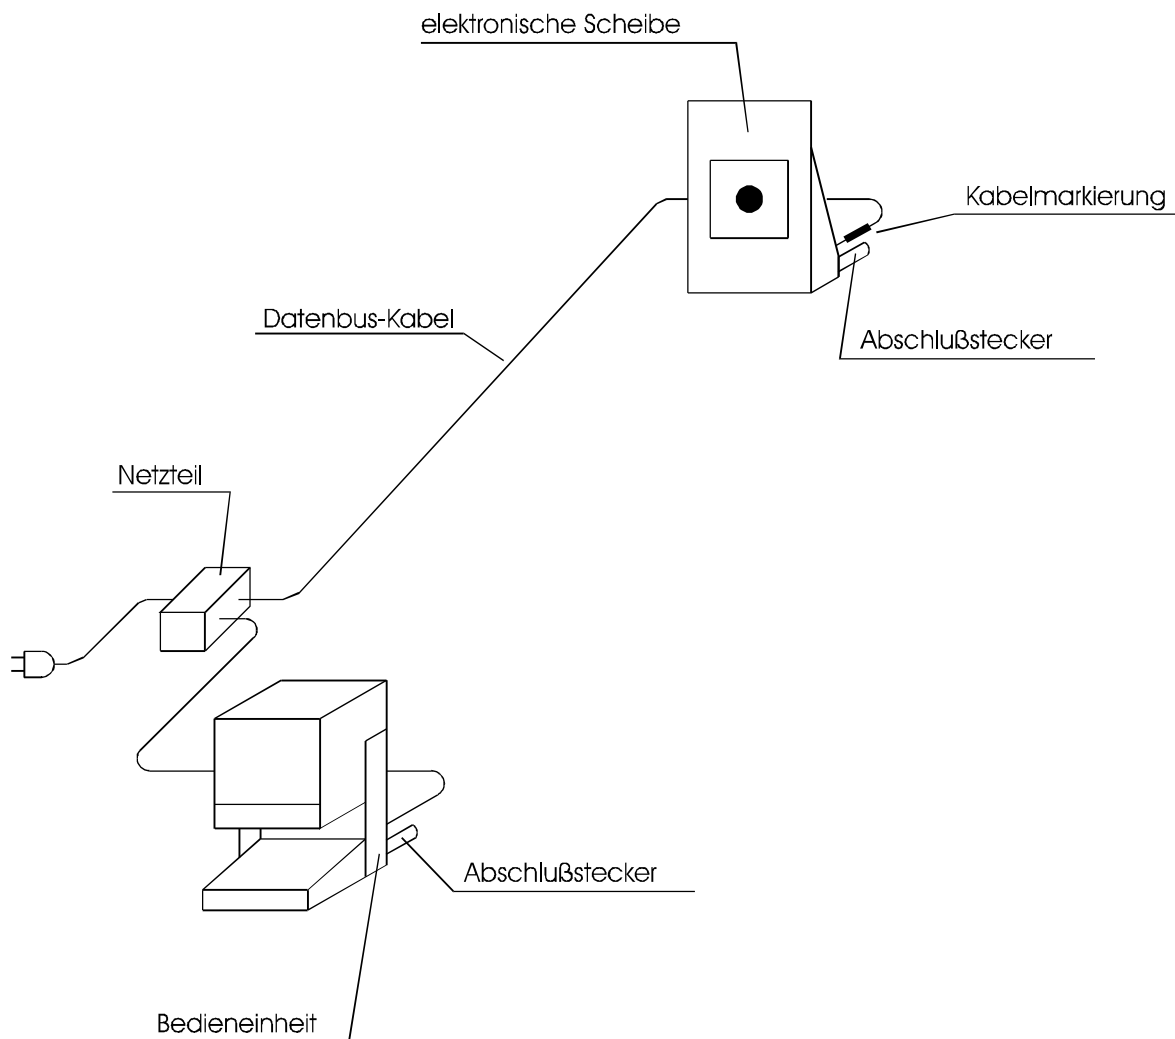 elektronische Scheibe
Kabelmarkierung
Datenbus-Kabel
Abschlußstecker
Netzteil
Abschlußstecker
Bedieneinheit